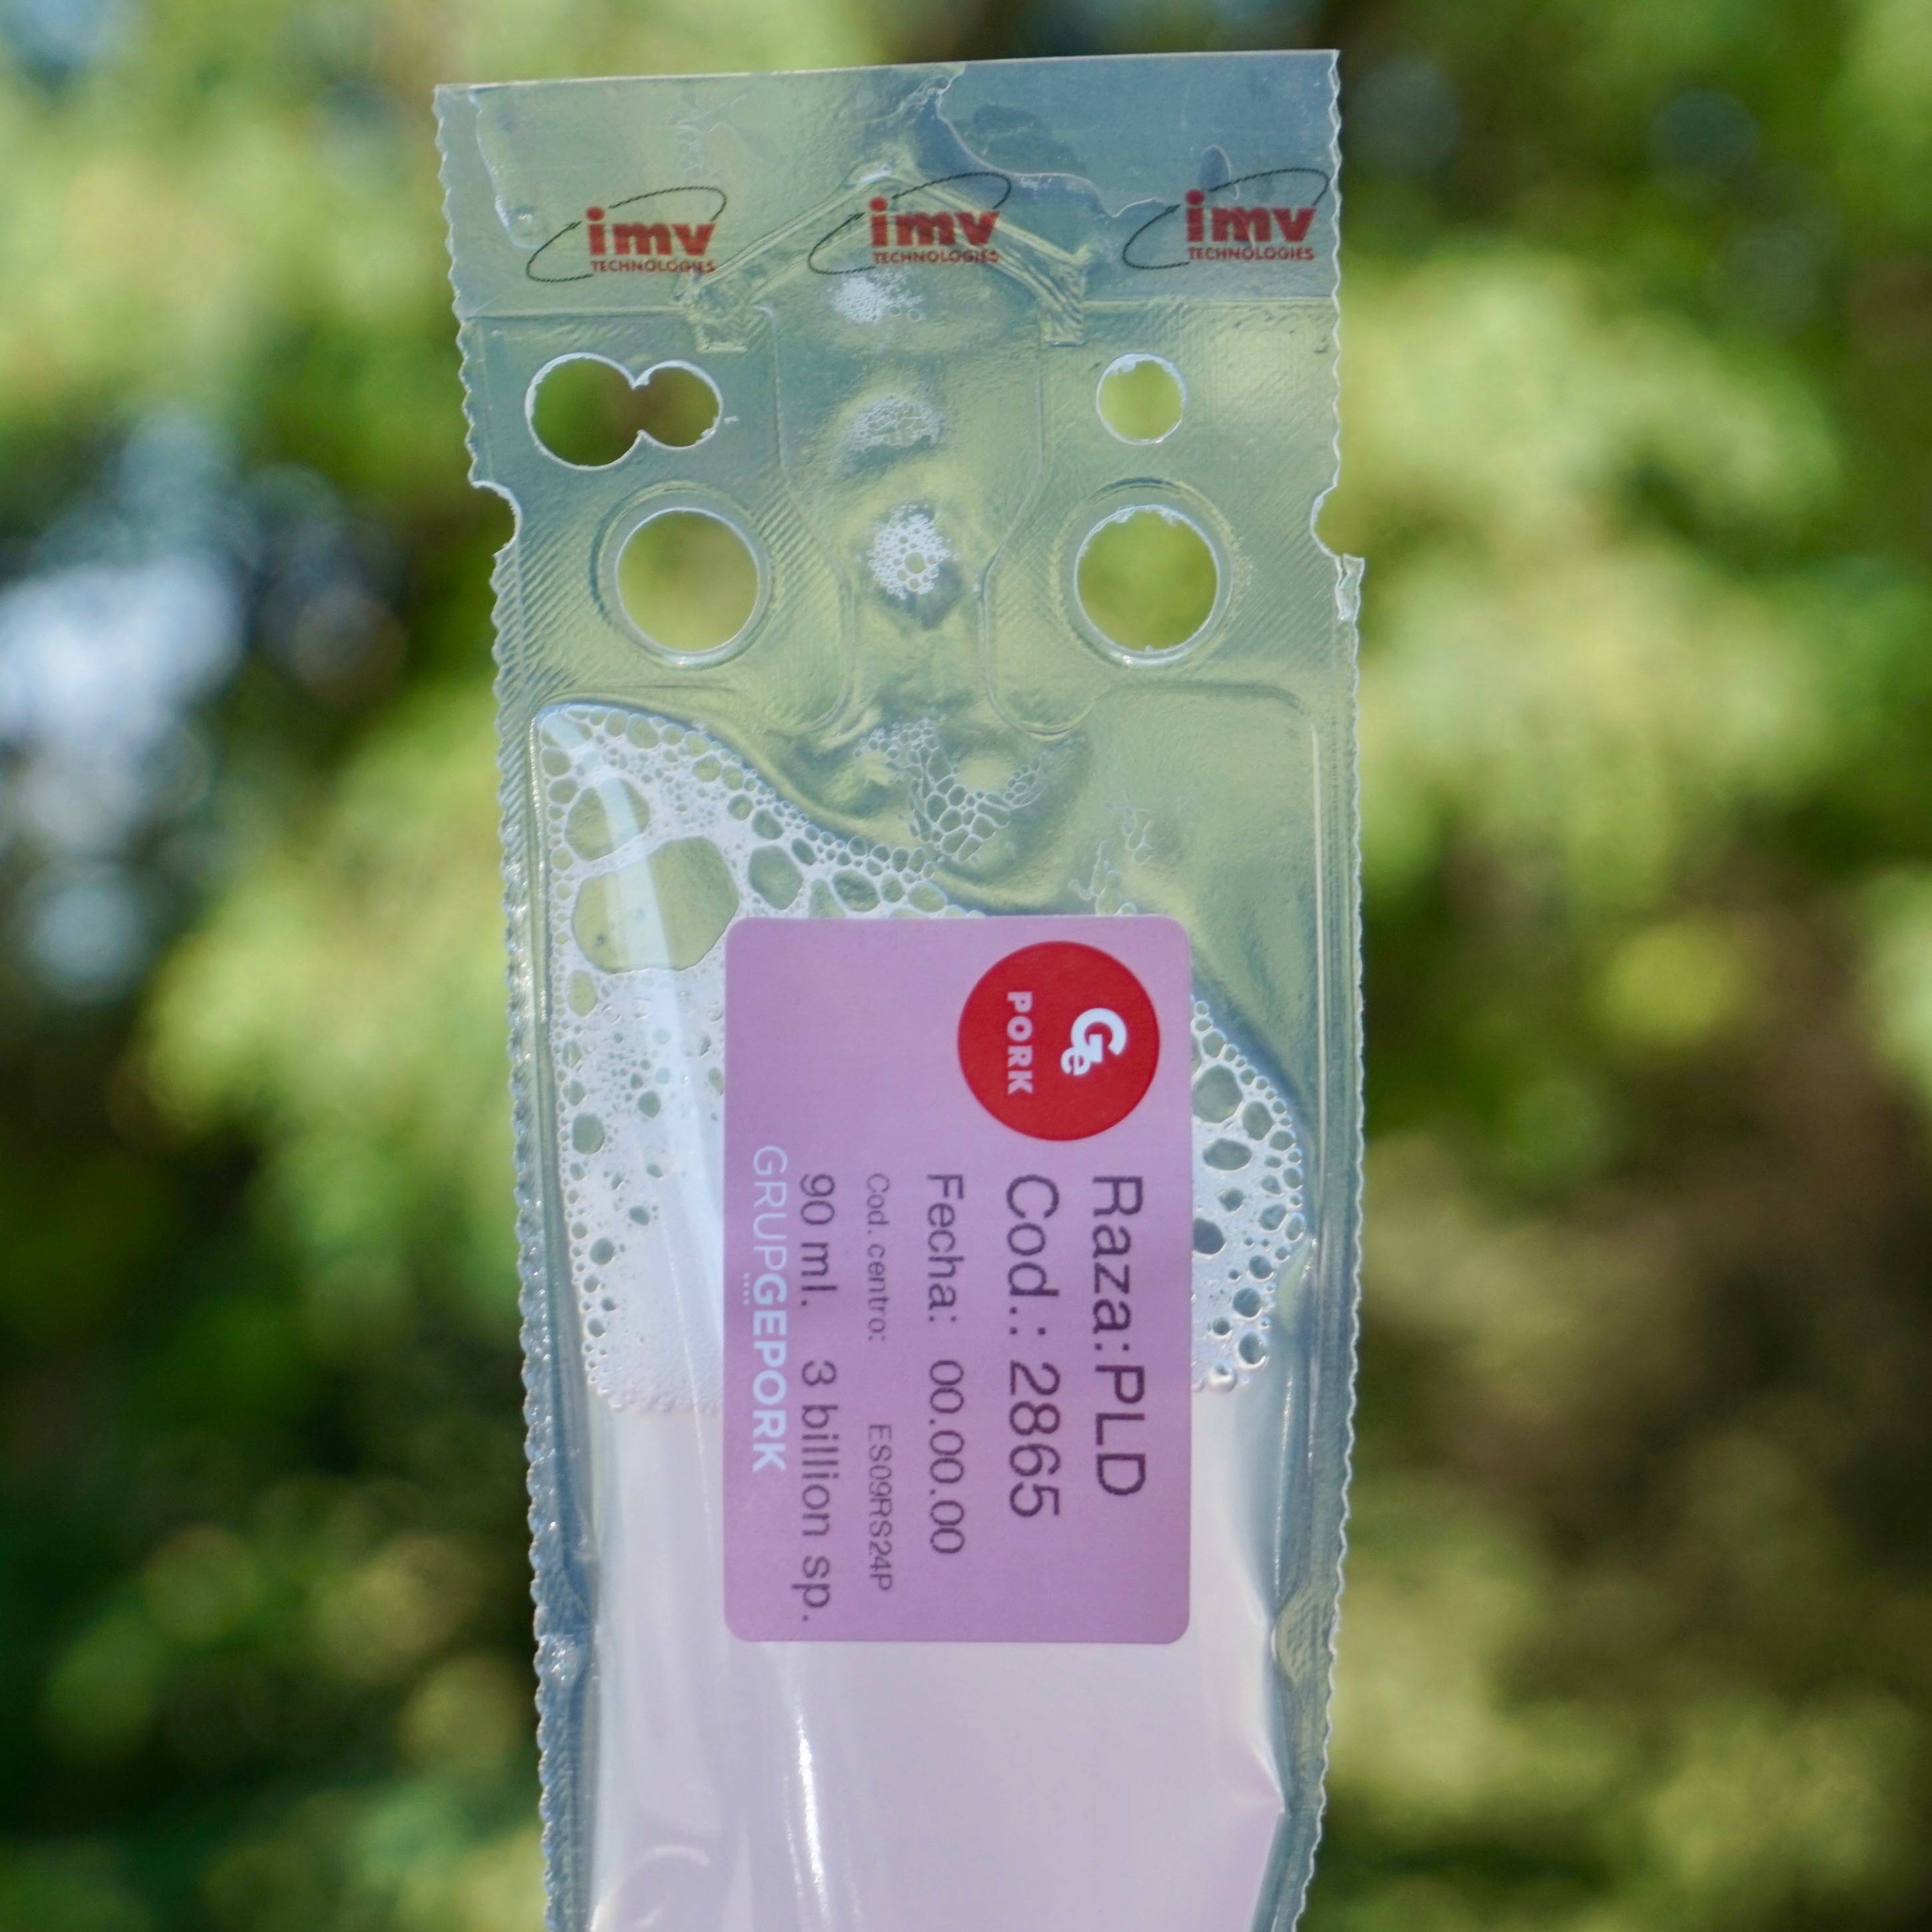 imv
TECHNOLOGIES
imv
TECHNOLOGIES
imv
TECHNOLOGIES
Ge
PORK
Raza: PLD
Cod.: 2865
Fecha: 00.00.00
Cod. centro: ES09RS24P
90 ml. 3 billion sp.
GRUPGEPORK